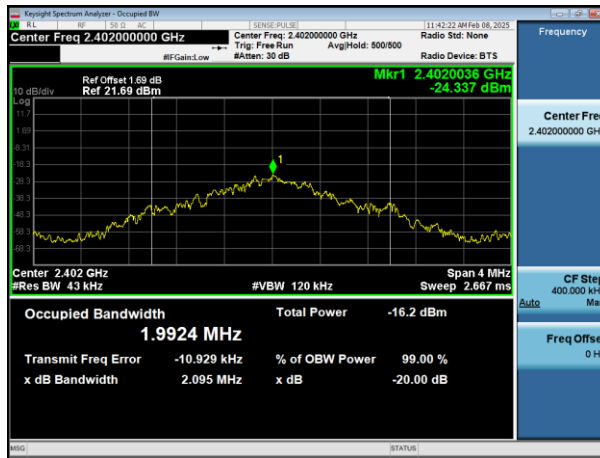 Keysight Spectrum Analyzer - Occupied BW
RL RF 50 Ω AC SENSE:PULSE 11:42:22 AM Feb 08, 2025
Center Freq 2.402000000 GHz
Center Freq: 2.402000000 GHz Radio Std: None
Trig: Free Run Avg|Hold: 500/500
#IFGain:Low #Atten: 30 dB Radio Device: BTS
Frequency
Mkr1 2.4020036 GHz
-24.337 dBm
Ref Offset 1.69 dB
10 dB/div Ref 21.69 dBm
Log
11.7
1.69
-8.31
-18.3
-28.3
-38.3
-48.3
-58.3
-68.3
1
Center 2.402 GHz Span 4 MHz
#Res BW 43 kHz #VBW 120 kHz Sweep 2.667 ms
Occupied Bandwidth Total Power -16.2 dBm
1.9924 MHz
Transmit Freq Error -10.929 kHz % of OBW Power 99.00 %
x dB Bandwidth 2.095 MHz x dB -20.00 dB
Center Fre
2.402000000 GH
CF Step
400.000 kH
Auto Ma
Freq Offse
0 H
MSG STATUS